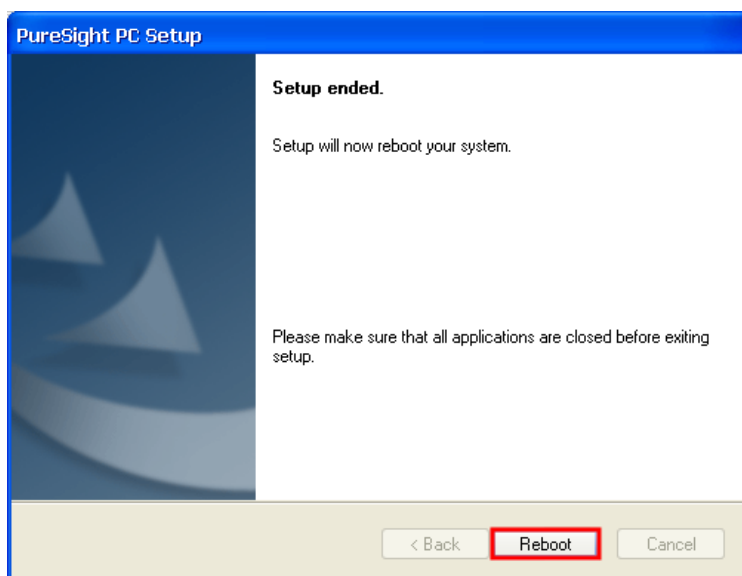 PureSight PC Setup
Setup ended.
Setup will now reboot your system.
Please make sure that all applications are closed before exiting
setup.
< Back
Reboot
Cancel